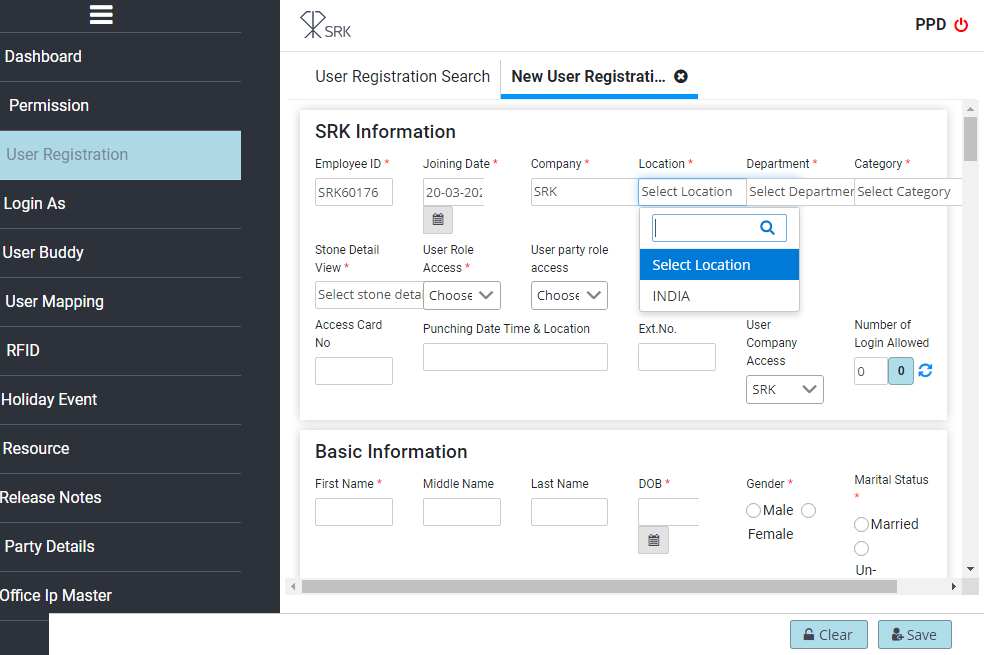 SRK
PPD
Dashboard
Permission
User Registration
Login As
User Buddy
User Mapping
RFID
Holiday Event
Resource
Release Notes
Party Details
Office Ip Master
User Registration Search
New User Registrati...
SRK Information
Employee ID *
Joining Date *
Company *
Location *
Department *
Category *
SRK60176
20-03-202
SRK
Select Location
Select Departmen
Select Category
Select Location
INDIA
Stone Detail
View *
User Role
Access *
User party role
access
Select stone detai
Choose
Choose
Access Card
No
Punching Date Time & Location
Ext.No.
User
Company
Access
Number of
Login Allowed
SRK
0
0
Basic Information
First Name *
Middle Name
Last Name
DOB *
Gender *
Marital Status
*
Male
Female
Married
Un-
Clear
Save